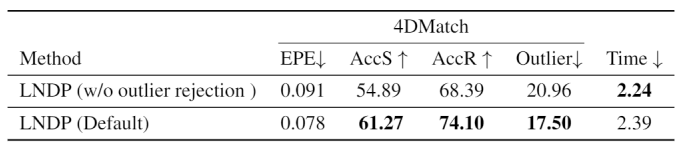 4DMatch
Method EPE↓ AccS ↑ AccR ↑ Outlier↓ Time ↓
LNDP (w/o outlier rejection ) 0.091 54.89 68.39 20.96 2.24
LNDP (Default) 0.078 61.27 74.10 17.50 2.39